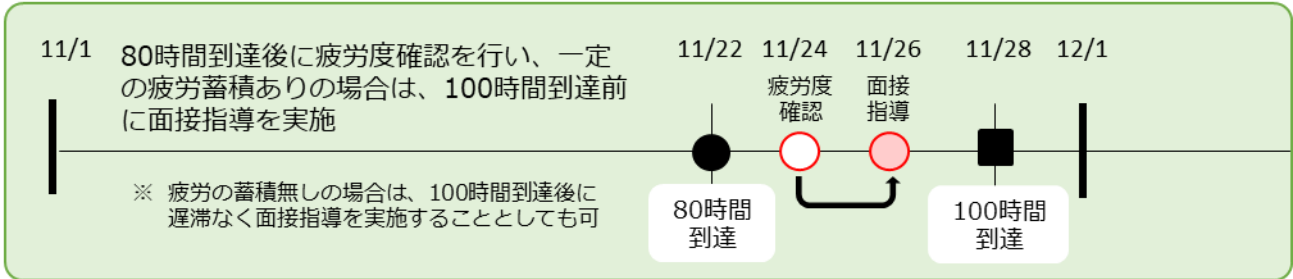 11/1
80時間到達後に疲労度確認を行い、一定
の疲労蓄積ありの場合は、100時間到達前
に面接指導を実施
※ 疲労の蓄積無しの場合は、100時間到達後に
遅滞なく面接指導を実施することとしても可
11/22
11/24
11/26
11/28
12/1
疲労度
確認
面接
指導
80時間
到達
100時間
到達